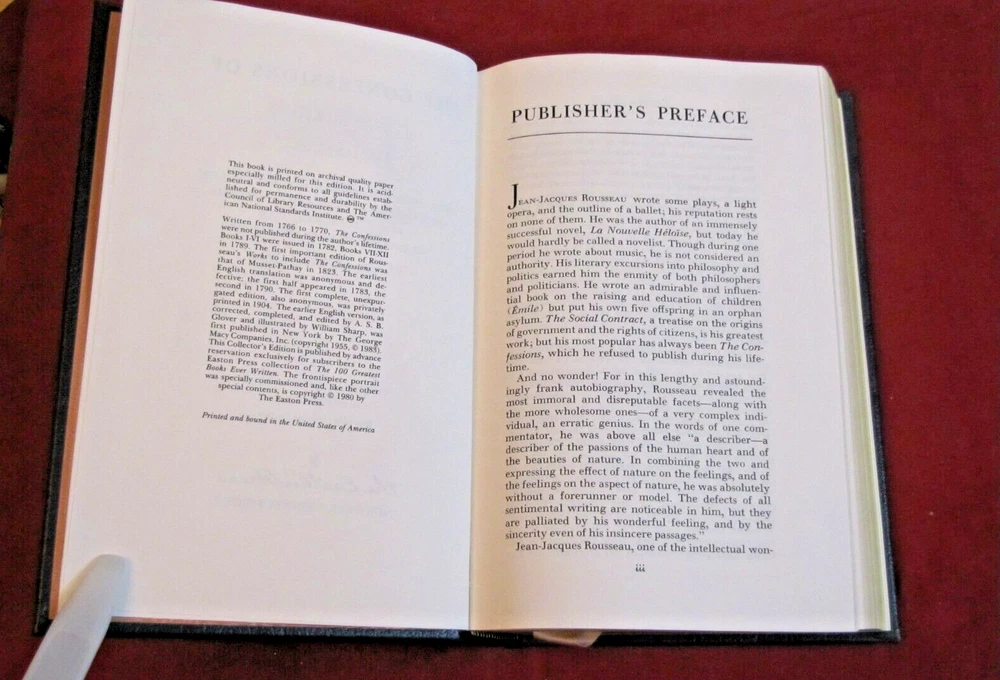 This book is printed on archival quality paper
especially milled for this edition. It is acid-
neutral and conforms to all guidelines estab-
lished for permanence and durability by the
Council of Library Resources and The Amer-
ican National Standards Institute. ♾™
Written from 1766 to 1770, The Confessions
were not published during the author's lifetime.
Books I-VI were issued in 1782, Books VII-XII
in 1789. The first important edition of Rous-
seau's Works to include The Confessions was
that of Musset-Pathay in 1823. The earliest
English translation was anonymous and de-
fective; the first half appeared in 1783, the
second in 1790. The first complete, unexpur-
gated edition, also anonymous, was privately
printed in 1904. The earlier English version, as
corrected, completed, and edited by A. S. B.
Glover and illustrated by William Sharp, was
first published in New York by The George
Macy Companies, Inc. (copyright 1955, © 1983).
This Collector's Edition is published by advance
reservation exclusively for subscribers to the
Easton Press collection of The 100 Greatest
Books Ever Written. The frontispiece portrait
was specially commissioned and, like the other
special contents, is copyright © 1980 by
The Easton Press.
Printed and bound in the United States of America
PUBLISHER'S PREFACE
JEAN-JACQUES ROUSSEAU wrote some plays, a light
opera, and the outline of a ballet; his reputation rests
on none of them. He was the author of an immensely
successful novel, La Nouvelle Héloïse, but today he
would hardly be called a novelist. Though during one
period he wrote about music, he is not considered an
authority. His literary excursions into philosophy and
politics earned him the enmity of both philosophers
and politicians. He wrote an admirable and influen-
tial book on the raising and education of children
(Émile) but put his own five offspring in an orphan
asylum. The Social Contract, a treatise on the origins
of government and the rights of citizens, is his greatest
work; but his most popular has always been The Con-
fessions, which he refused to publish during his life-
time.
And no wonder! For in this lengthy and astound-
ingly frank autobiography, Rousseau revealed the
most immoral and disreputable facets—along with
the more wholesome ones—of a very complex indi-
vidual, an erratic genius. In the words of one com-
mentator, he was above all else "a describer—a
describer of the passions of the human heart and of
the beauties of nature. In combining the two and
expressing the effect of nature on the feelings, and of
the feelings on the aspect of nature, he was absolutely
without a forerunner or model. The defects of all
sentimental writing are noticeable in him, but they
are palliated by his wonderful feeling, and by the
sincerity even of his insincere passages."
Jean-Jacques Rousseau, one of the intellectual won-
iii